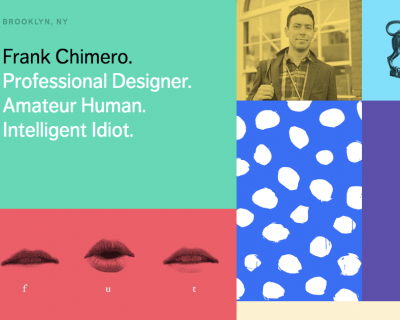 BROOKLYN, NY
Frank Chimero.
Professional Designer.
Amateur Human.
Intelligent Idiot.
f u t